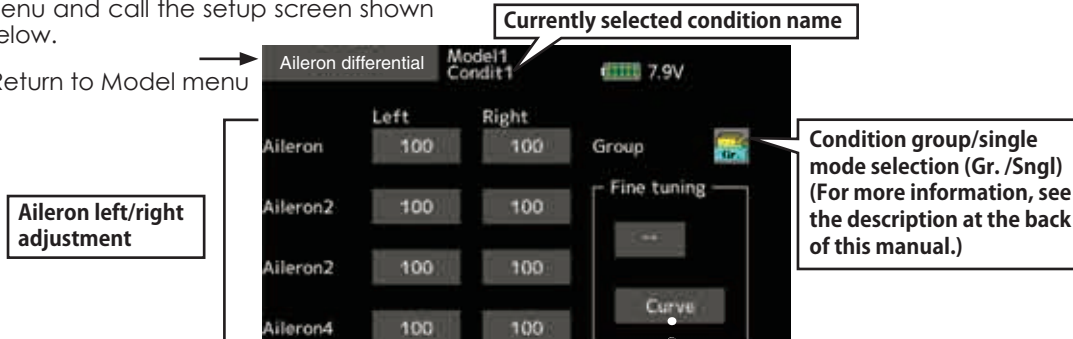 enu and call the setup screen shown
elow.
Return to Model menu
Currently selected condition name
Aileron differential
Model1
Condit1
7.9V
Left Right
Aileron 100 100 Group Gr.
Fine tuning
Aileron2 100 100
--
Aileron2 100 100
Curve
Aileron4 100 100
Aileron left/right
adjustment
Condition group/single
mode selection (Gr. /Sngl)
(For more information, see
the description at the back
of this manual.)